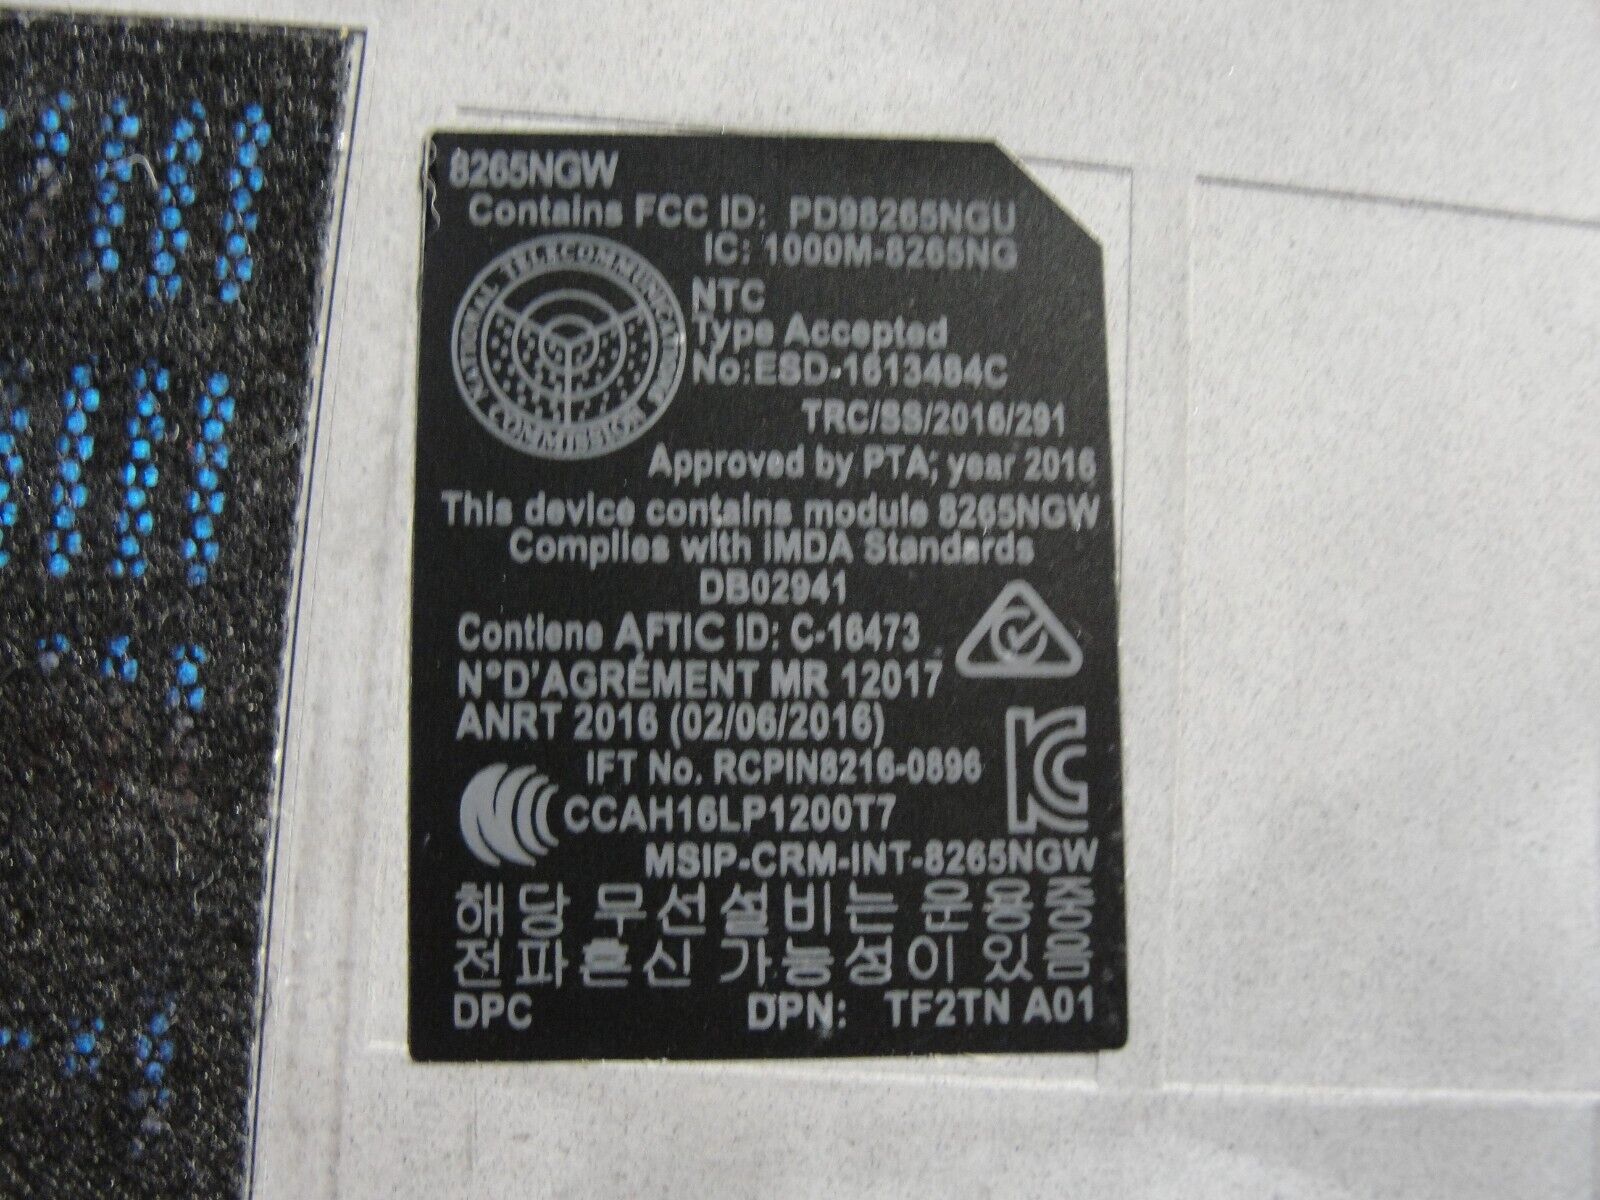 8265NGW
Contains FCC ID: PD98265NGU
IC: 1000M-8265NG
NATIONAL TELECOMMUNICATIONS COMMISSION
NTC
Type Accepted
No:ESD-1613484C
TRC/SS/2016/291
Approved by PTA; year 2016
This device contains module 8265NGW
Complies with IMDA Standards
DB02941
Contiene AFTIC ID: C-16473
N°D'AGRÉMENT MR 12017
ANRT 2016 (02/06/2016)
IFT No. RCPIN8216-0896
CCAH16LP1200T7
MSIP-CRM-INT-8265NGW
해당 무선설비는 운용중
전파혼신 가능성이 있음
DPC DPN: TF2TN A01